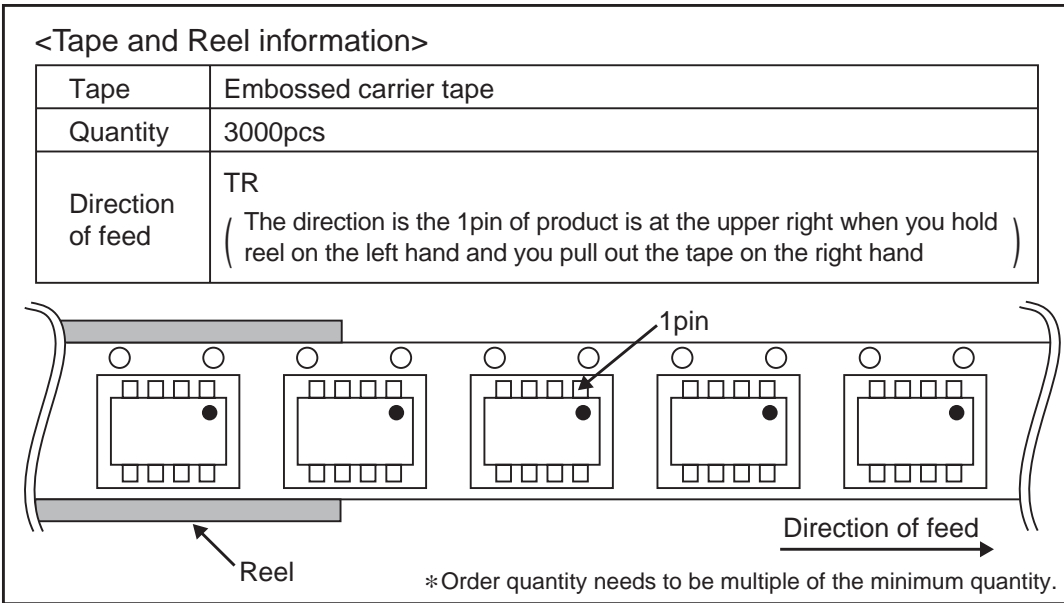 <Tape and Reel information>
Tape Embossed carrier tape
Quantity 3000pcs
Direction of feed
TR
( The direction is the 1pin of product is at the upper right when you hold
reel on the left hand and you pull out the tape on the right hand )
1pin
Direction of feed
Reel
*Order quantity needs to be multiple of the minimum quantity.